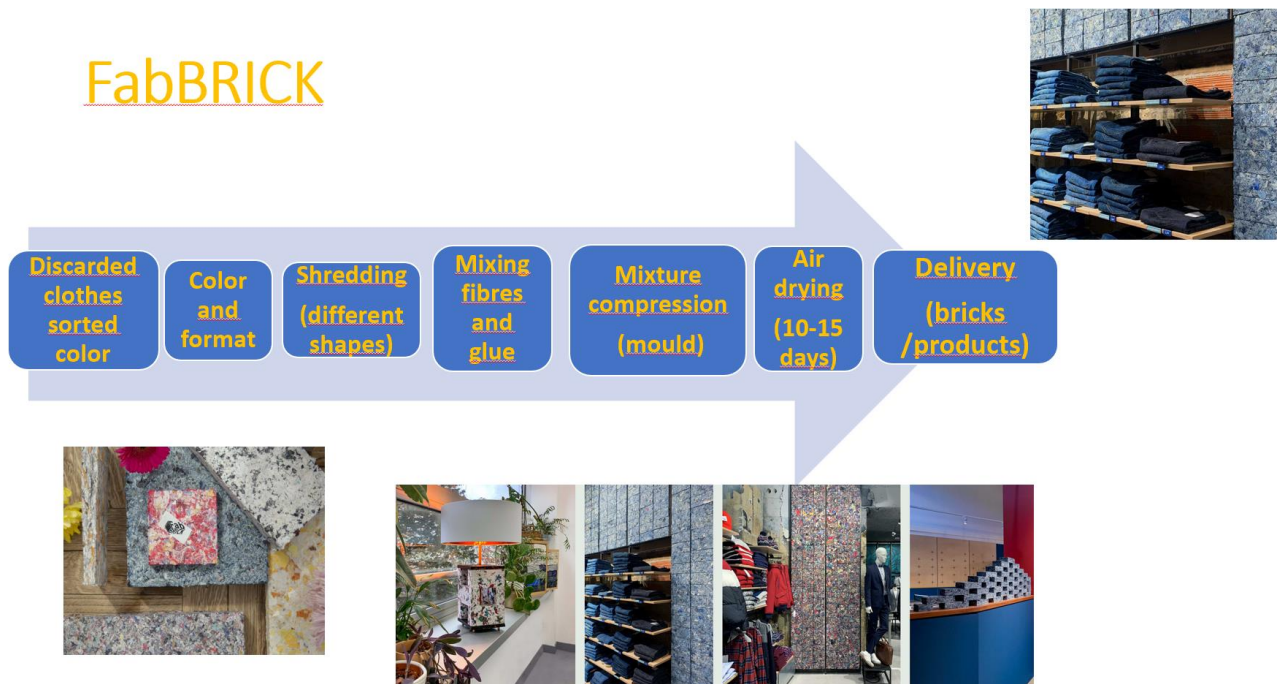 FabBRICK
Discarded
clothes
sorted
color
Color
and
format
Shredding
(different
shapes)
Mixing
fibres
and
glue
Mixture
compression
(mould)
Air
drying
(10-15
days)
Delivery
(bricks
/products)